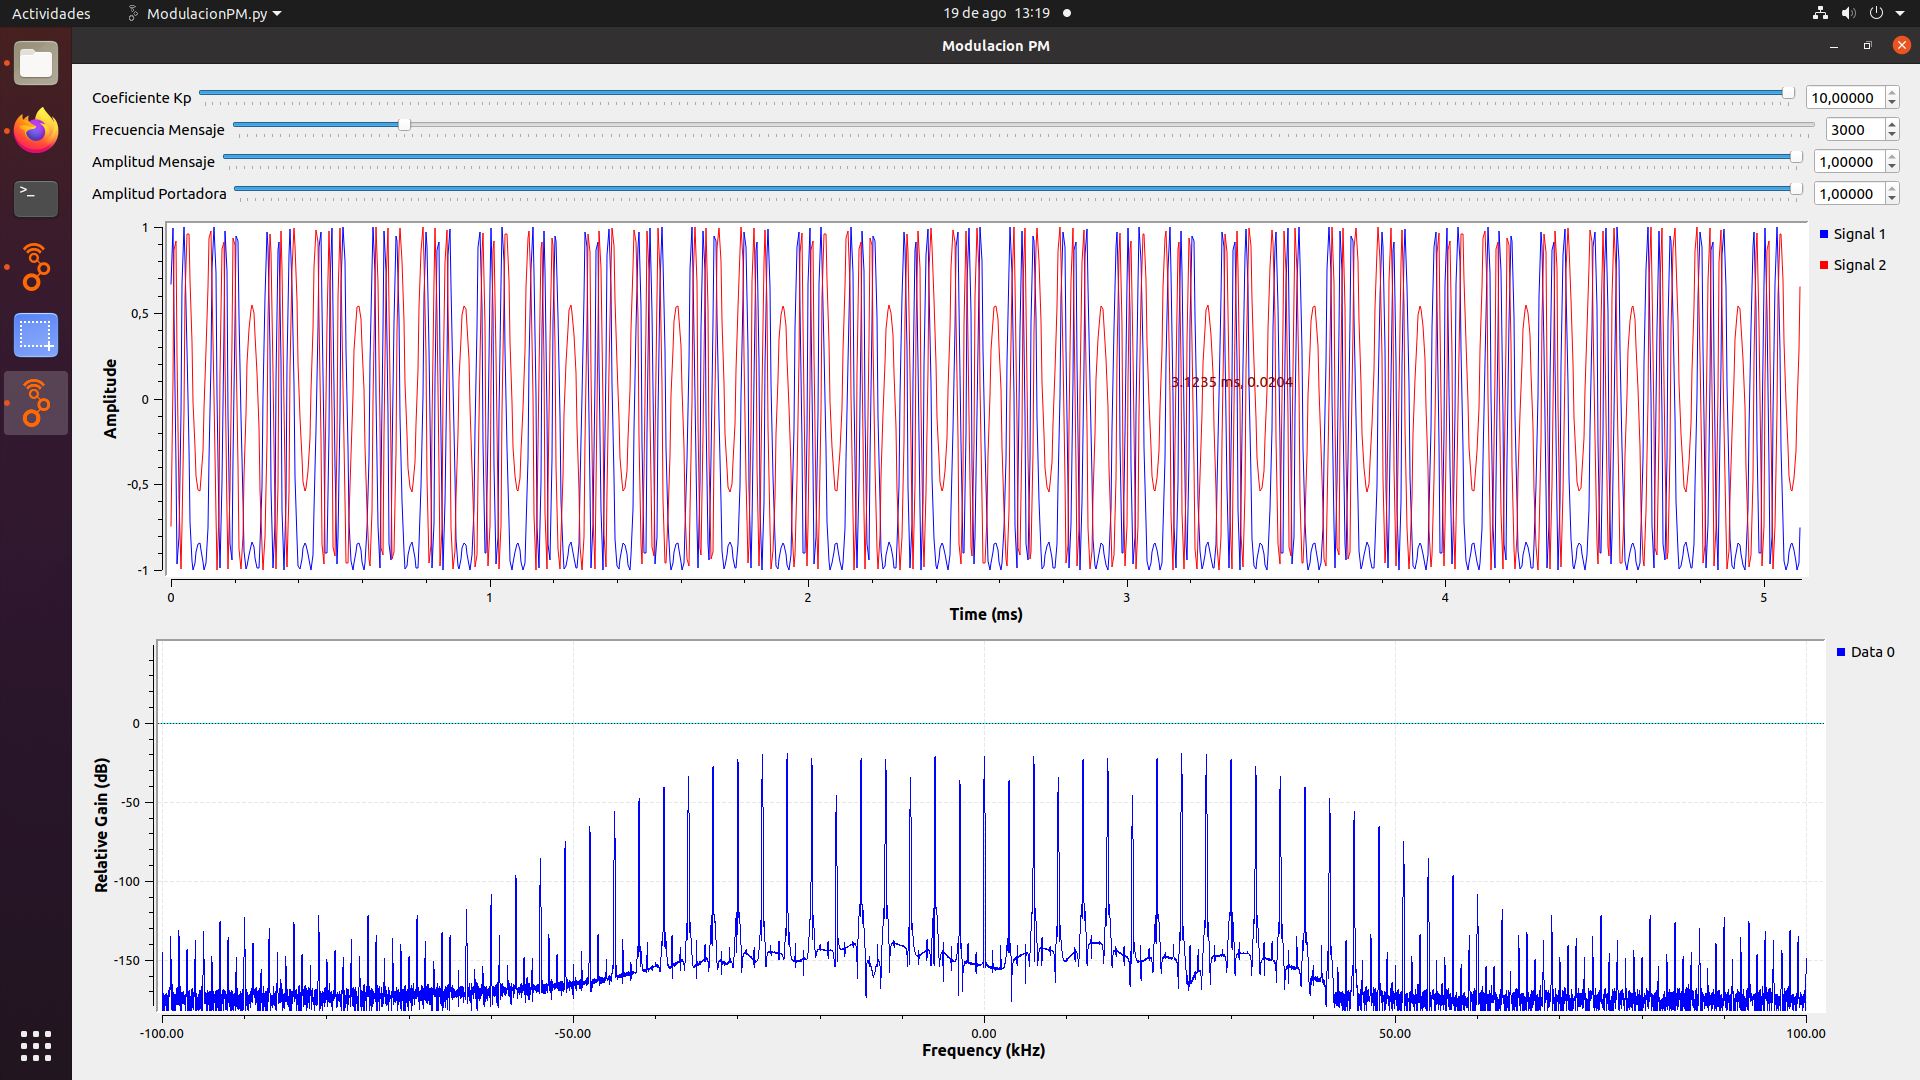 Actividades ModulacionPM.py 19 de ago 13:19
Modulacion PM
Coeficiente Kp 10,00000
Frecuencia Mensaje 3000
Amplitud Mensaje 1,00000
Amplitud Portadora 1,00000
Signal 1
Signal 2
1
0,5
0
-0,5
-1
Amplitude
3.1235 ms, 0.0204
0 1 2 3 4 5
Time (ms)
Data 0
0
-50
-100
-150
Relative Gain (dB)
-100.00 -50.00 0.00 50.00 100.00
Frequency (kHz)